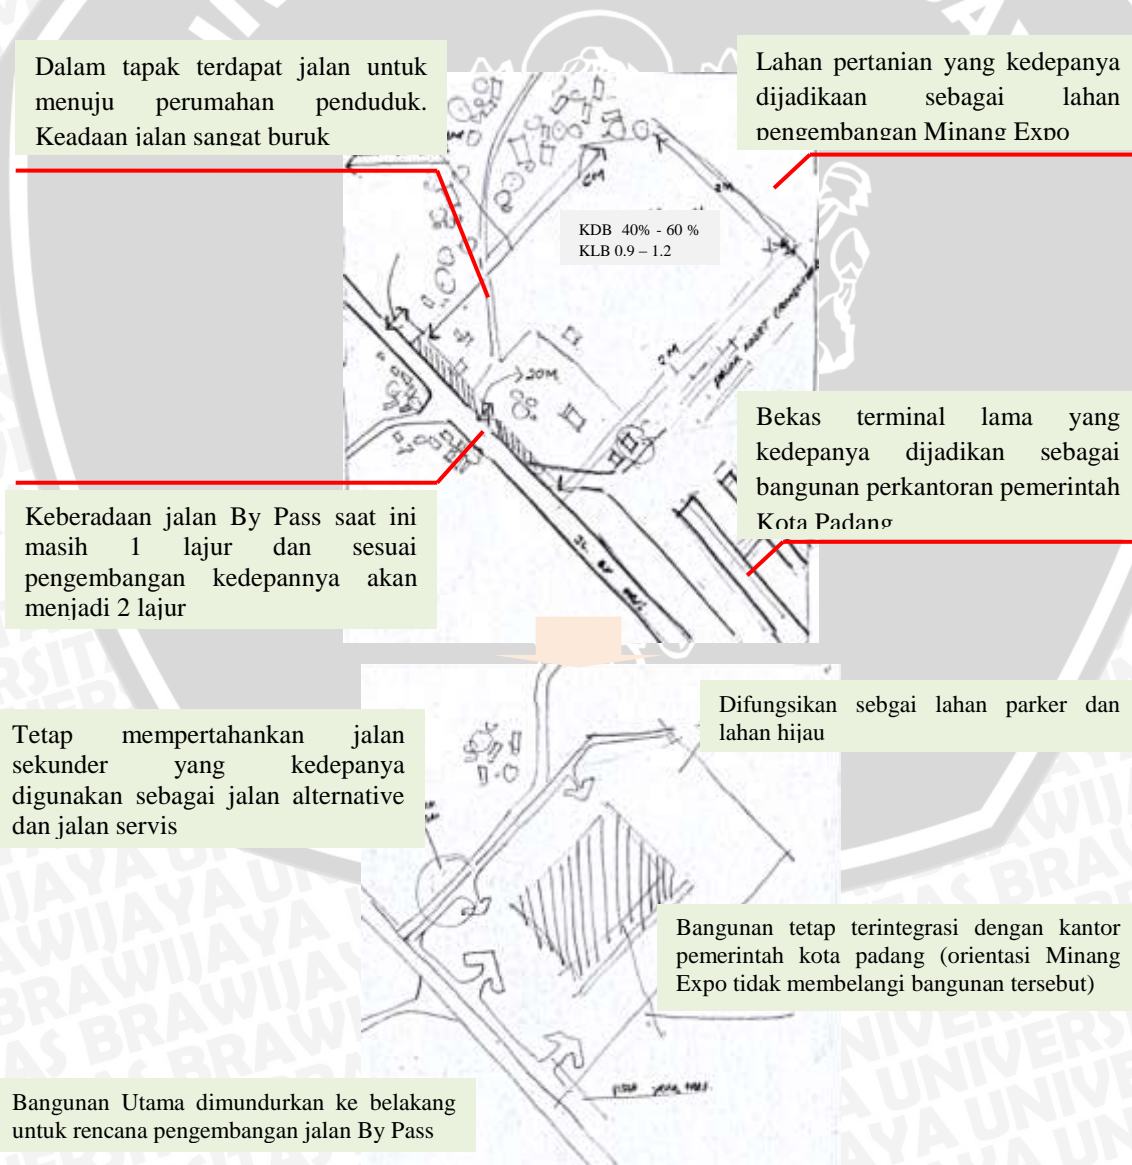 Dalam tapak terdapat jalan untuk
menuju perumahan penduduk.
Keadaan jalan sangat buruk
Lahan pertanian yang kedepanya
dijadikaan sebagai lahan
pengembangan Minang Expo
6M
2M
KDB 40% - 60 %
KLB 0.9 – 1.2
2M
20M
Bekas terminal lama yang
kedepanya dijadikan sebagai
bangunan perkantoran pemerintah
Kota Padang
Keberadaan jalan By Pass saat ini
masih 1 lajur dan sesuai
pengembangan kedepannya akan
menjadi 2 lajur
JL BY PASS
Difungsikan sebgai lahan parker dan
lahan hijau
Tetap mempertahankan jalan
sekunder yang kedepanya
digunakan sebagai jalan alternative
dan jalan servis
Bangunan tetap terintegrasi dengan kantor
pemerintah kota padang (orientasi Minang
Expo tidak membelangi bangunan tersebut)
Bangunan Utama dimundurkan ke belakang
untuk rencana pengembangan jalan By Pass